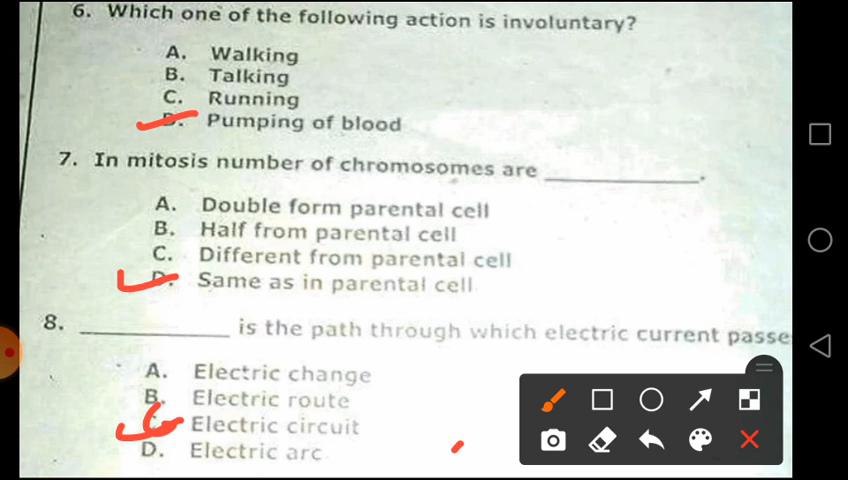 6. Which one of the following action is involuntary?
A. Walking
B. Talking
C. Running
D. Pumping of blood
7. In mitosis number of chromosomes are ____________.
A. Double form parental cell
B. Half from parental cell
C. Different from parental cell
D. Same as in parental cell
8. ____________ is the path through which electric current passe
A. Electric change
B. Electric route
C. Electric circuit
D. Electric arc